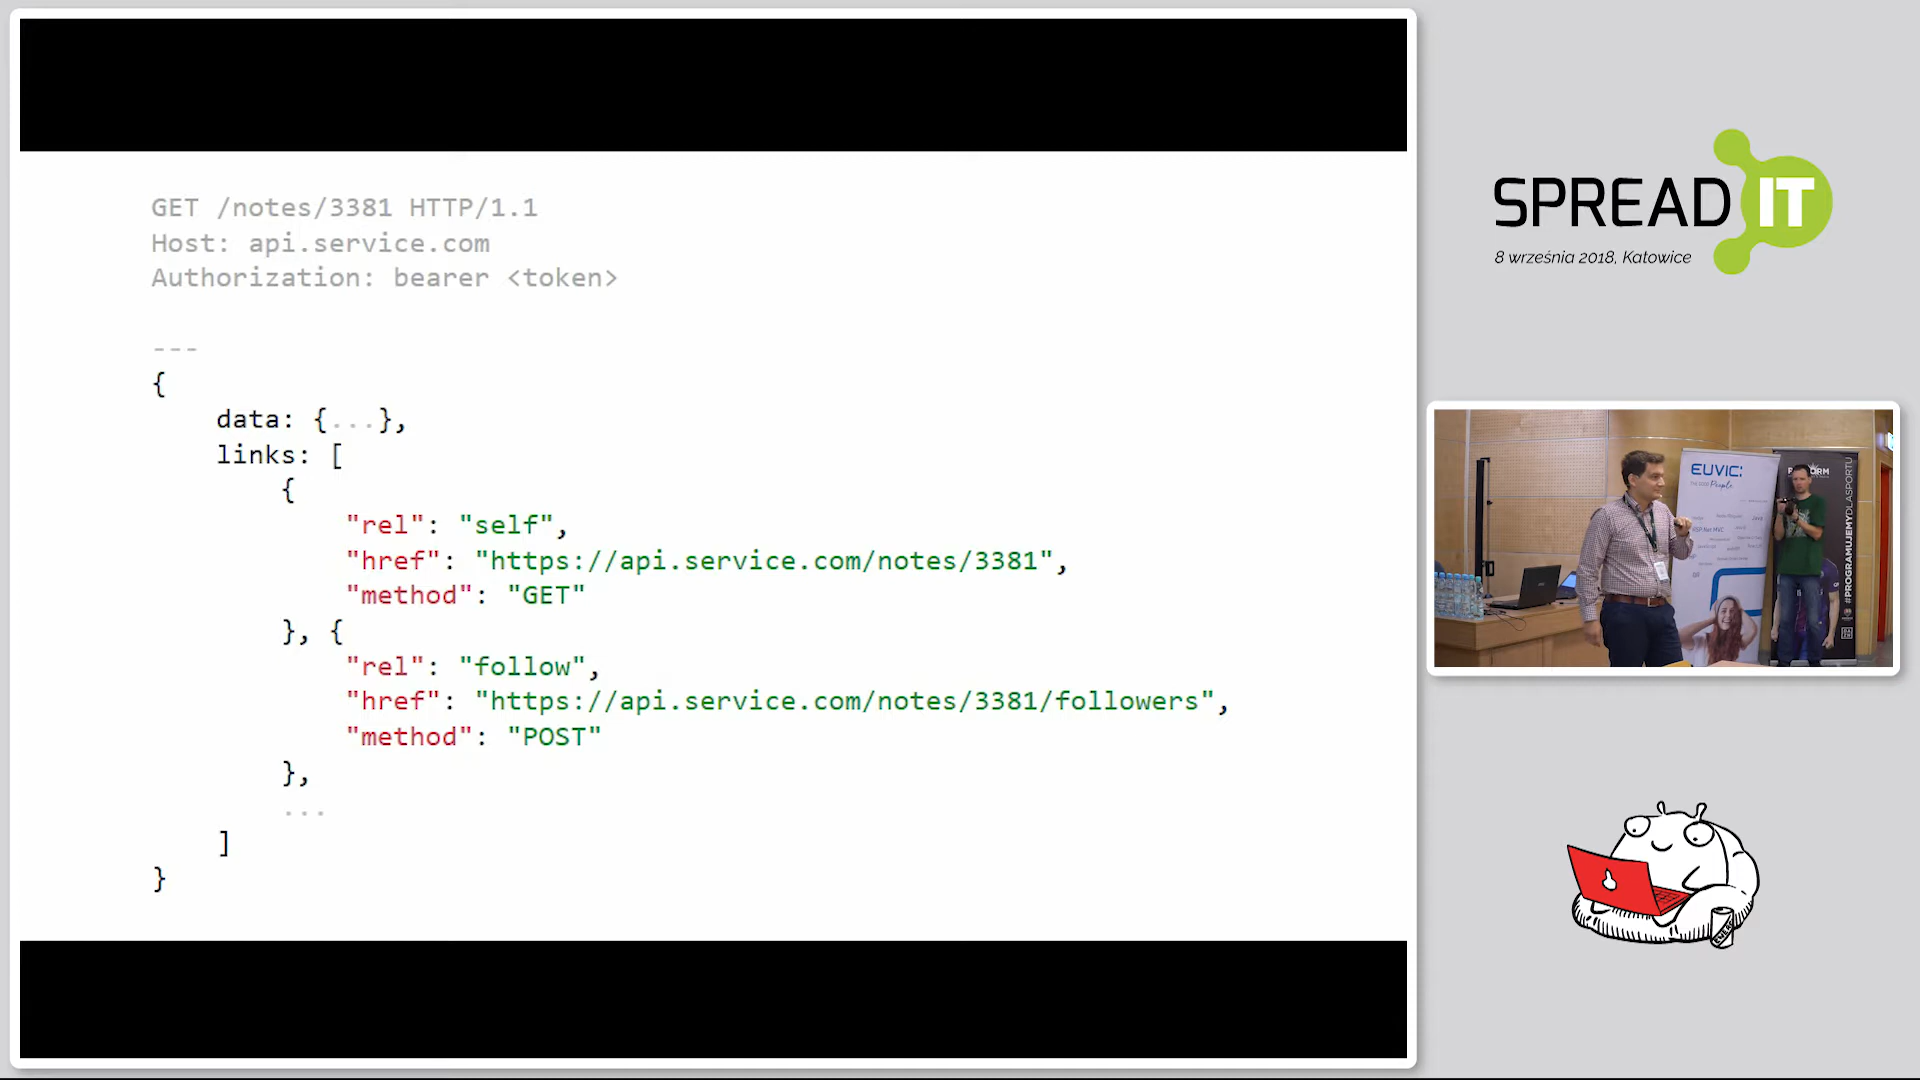 GET /notes/3381 HTTP/1.1
Host: api.service.com
Authorization: bearer <token>
---
{
data: {...},
links: [
{
"rel": "self",
"href": "https://api.service.com/notes/3381",
"method": "GET"
}, {
"rel": "follow",
"href": "https://api.service.com/notes/3381/followers",
"method": "POST"
},
...
]
}
SPREAD IT
8 września 2018, Katowice
EUVIC:
People
#PROGRAMUJEMYDLASPORTU